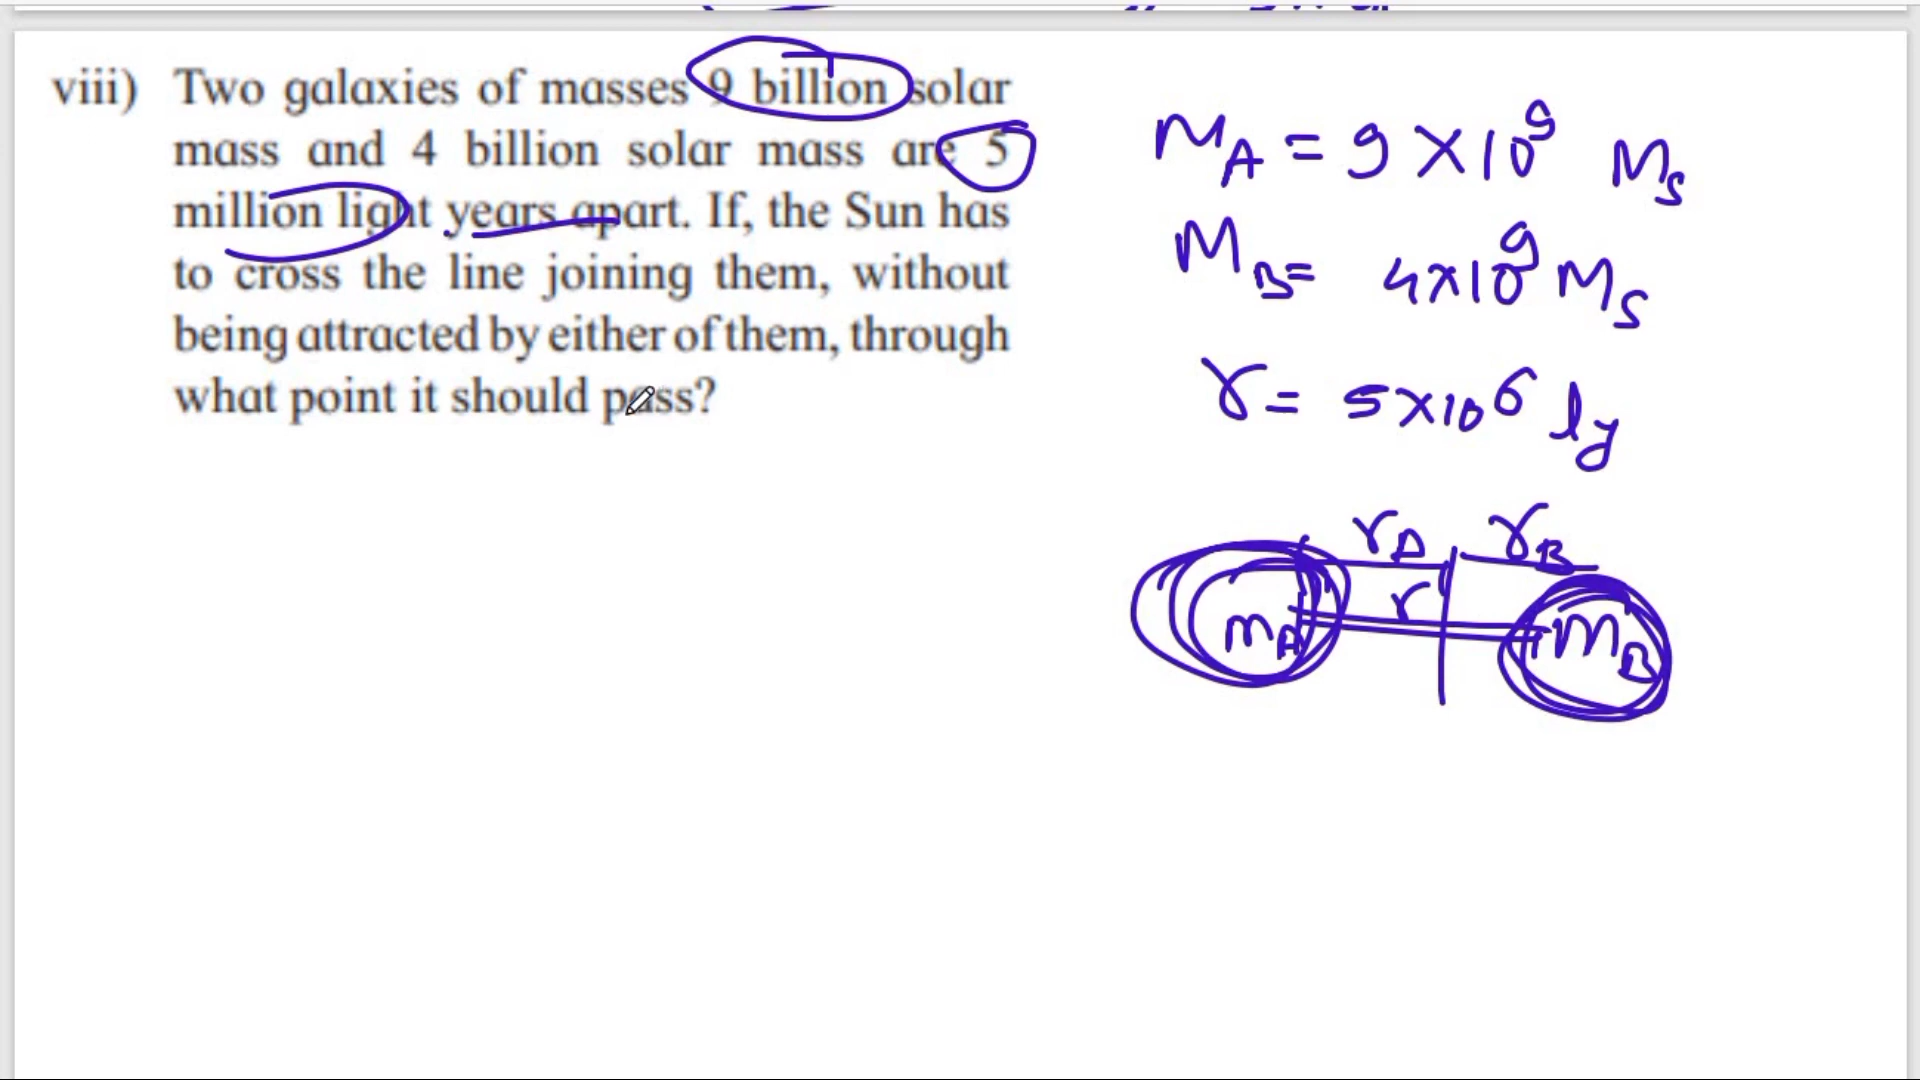 viii) Two galaxies of masses 9 billion solar
mass and 4 billion solar mass are 5
million light years apart. If, the Sun has
to cross the line joining them, without
being attracted by either of them, through
what point it should pass?
MA = 9 × 10⁹ MS
MB = 4×10⁹ MS
r = 5×10⁶ ly
rA rB
r
mA MB